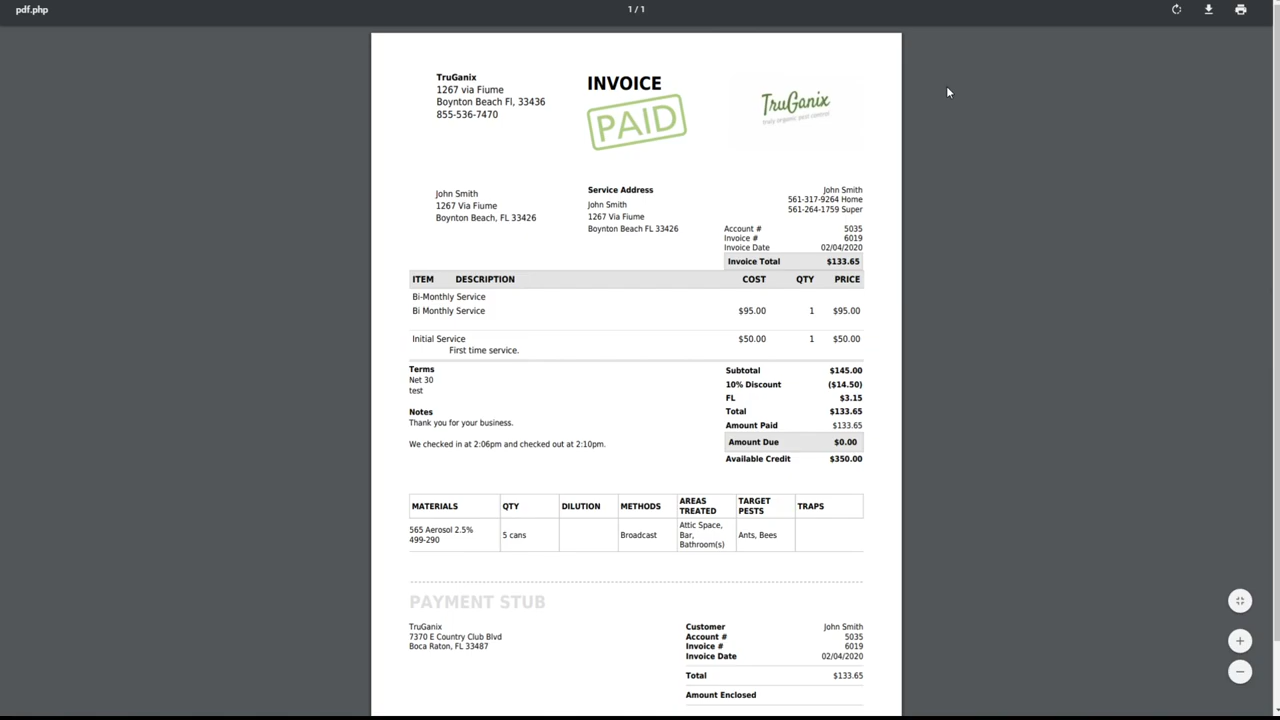 pdf.php
1 / 1
TruGanix
1267 via Fiume
Boynton Beach Fl, 33436
855-536-7470
INVOICE
PAID
TruGanix
truly organic pest control
John Smith
1267 Via Fiume
Boynton Beach, FL 33426
Service Address
John Smith
1267 Via Fiume
Boynton Beach FL 33426
John Smith
561-317-9264 Home
561-264-1759 Super
Account # 5035
Invoice # 6019
Invoice Date 02/04/2020
Invoice Total $133.65
ITEM DESCRIPTION COST QTY PRICE
Bi-Monthly Service
Bi Monthly Service $95.00 1 $95.00
Initial Service $50.00 1 $50.00
First time service.
Terms
Net 30
test
Notes
Thank you for your business.
We checked in at 2:06pm and checked out at 2:10pm.
Subtotal $145.00
10% Discount ($14.50)
FL $3.15
Total $133.65
Amount Paid $133.65
Amount Due $0.00
Available Credit $350.00
MATERIALS QTY DILUTION METHODS AREAS TREATED TARGET PESTS TRAPS
565 Aerosol 2.5% 499-290 5 cans Broadcast Attic Space, Bar, Bathroom(s) Ants, Bees
PAYMENT STUB
TruGanix
7370 E Country Club Blvd
Boca Raton, FL 33487
Customer John Smith
Account # 5035
Invoice # 6019
Invoice Date 02/04/2020
Total $133.65
Amount Enclosed